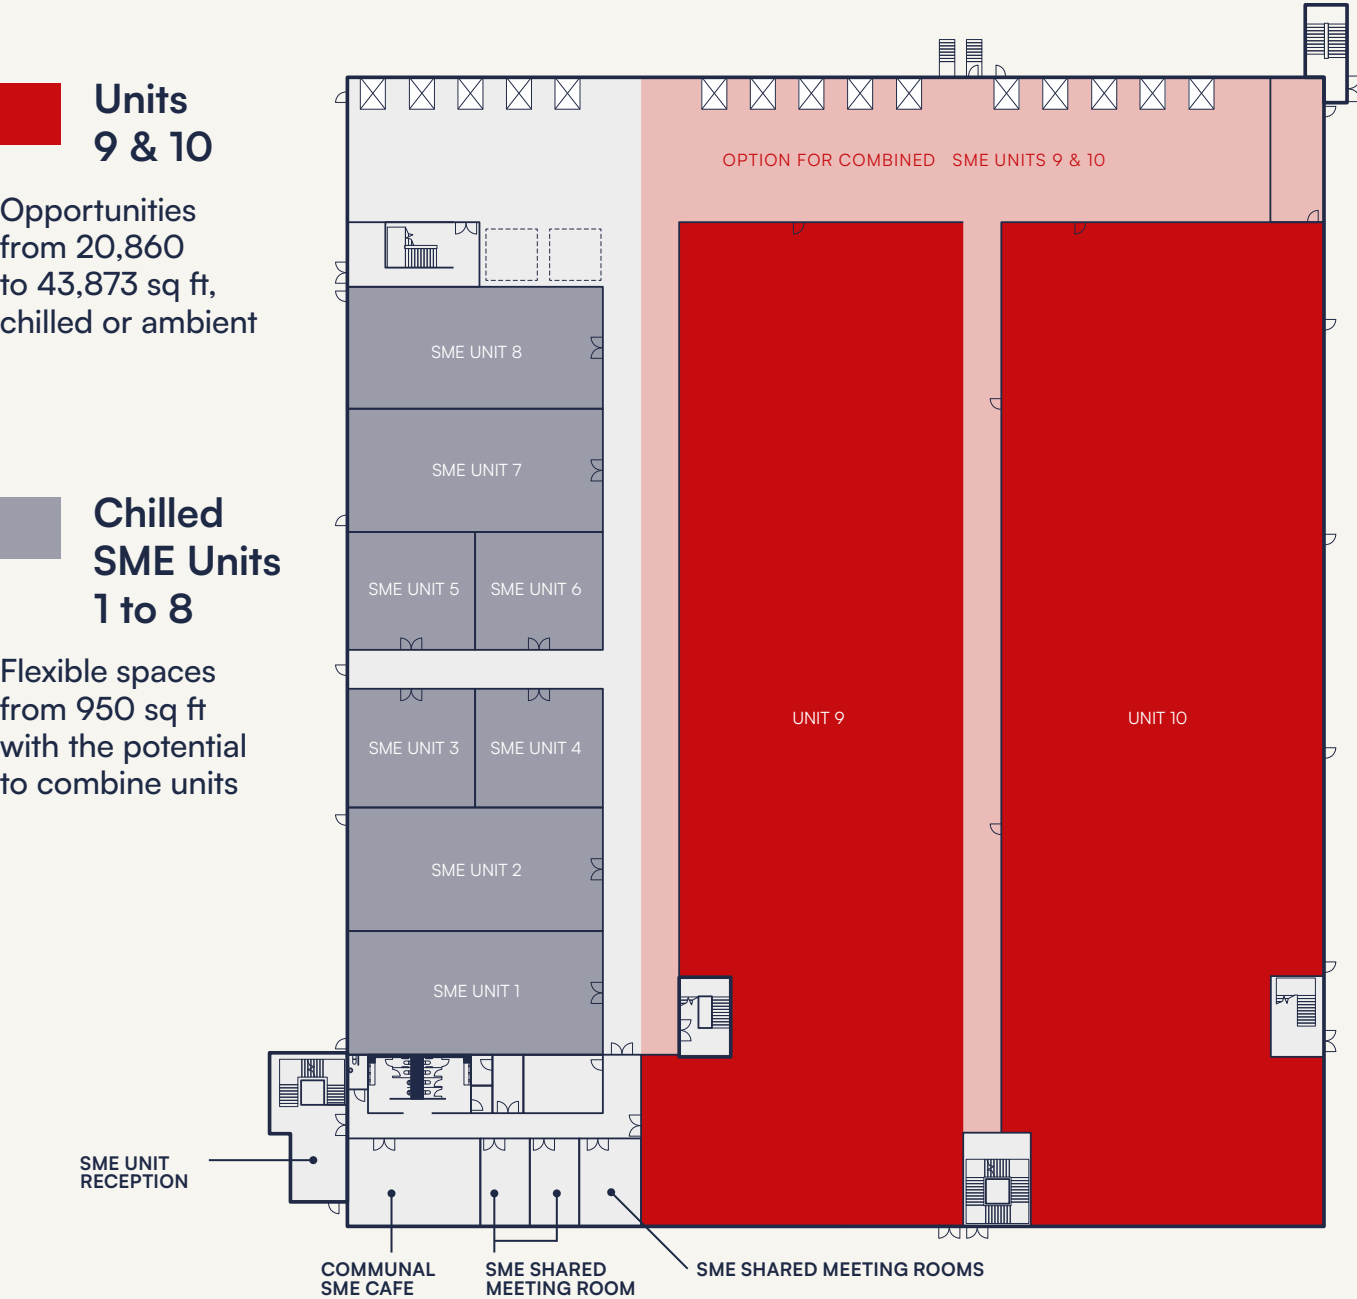 Units
9 & 10
Opportunities
from 20,860
to 43,873 sq ft,
chilled or ambient
Chilled
SME Units
1 to 8
Flexible spaces
from 950 sq ft
with the potential
to combine units
OPTION FOR COMBINED SME UNITS 9 & 10
SME UNIT 8
SME UNIT 7
SME UNIT 5
SME UNIT 6
SME UNIT 3
SME UNIT 4
UNIT 9
UNIT 10
SME UNIT 2
SME UNIT 1
SME UNIT
RECEPTION
COMMUNAL
SME CAFE
SME SHARED
MEETING ROOM
SME SHARED MEETING ROOMS